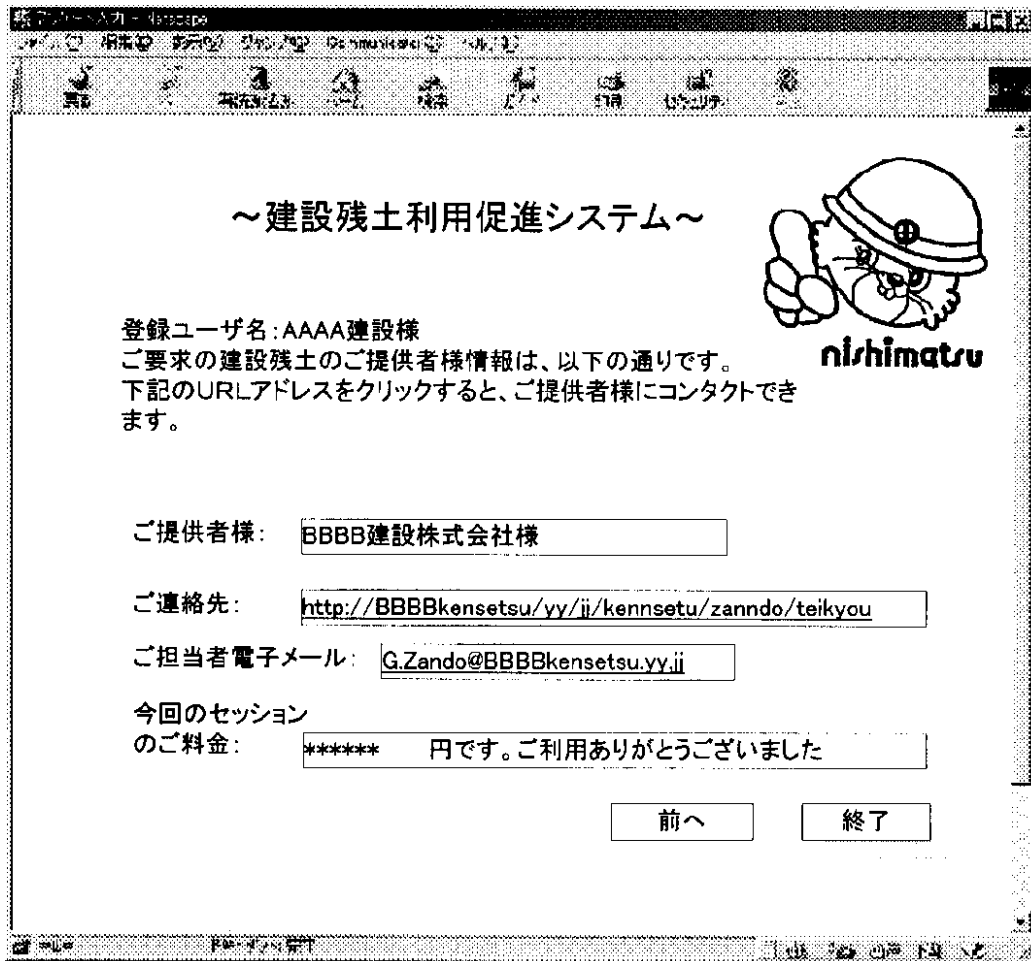 ~建設残土利用促進システム~
nishimatsu
登録ユーザ名:AAAA建設様
ご要求の建設残土のご提供者様情報は、以下の通りです。
下記のURLアドレスをクリックすると、ご提供者様にコンタクトでき
ます。
ご提供者様: BBBB建設株式会社様
ご連絡先: http://BBBBkensetsu/yy/jj/kennsetu/zanndo/teikyou
ご担当者電子メール: G.Zando@BBBBkensetsu.yy.jj
今回のセッション
のご料金: ****** 円です。ご利用ありがとうございました
前へ 終了